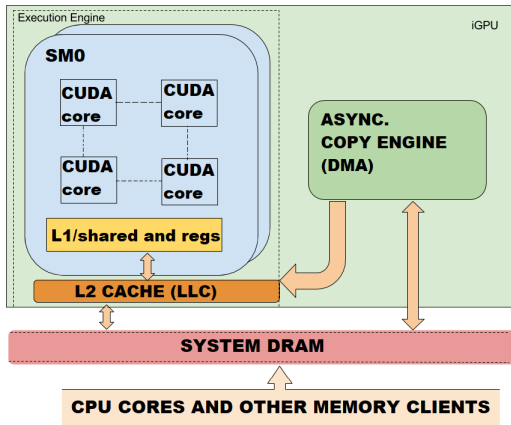 Execution Engine
iGPU
SM0
CUDA
core
CUDA
core
CUDA
core
CUDA
core
L1/shared and regs
ASYNC.
COPY ENGINE
(DMA)
L2 CACHE (LLC)
SYSTEM DRAM
CPU CORES AND OTHER MEMORY CLIENTS